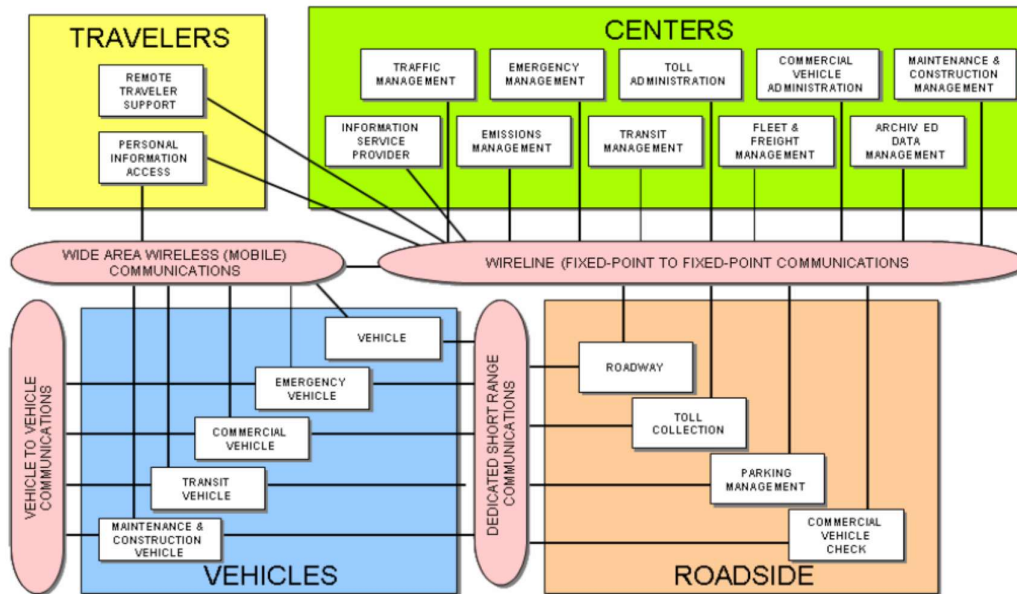 TRAVELERS
REMOTE
TRAVELER
SUPPORT
PERSONAL
INFORMATION
ACCESS
CENTERS
TRAFFIC
MANAGEMENT
EMERGENCY
MANAGEMENT
TOLL
ADMINISTRATION
COMMERCIAL
VEHICLE
ADMINISTRATION
MAINTENANCE &
CONSTRUCTION
MANAGEMENT
INFORMATION
SERVICE
PROVIDER
EMISSIONS
MANAGEMENT
TRANSIT
MANAGEMENT
FLEET &
FREIGHT
MANAGEMENT
ARCHIV ED
DATA
MANAGEMENT
WIDE AREA WIRELESS (MOBILE)
COMMUNICATIONS
WIRELINE (FIXED-POINT TO FIXED-POINT COMMUNICATIONS
VEHICLE TO VEHICLE
COMMUNICATIONS
VEHICLE
EMERGENCY
VEHICLE
COMMERCIAL
VEHICLE
TRANSIT
VEHICLE
MAINTENANCE &
CONSTRUCTION
VEHICLE
VEHICLES
DEDICATED SHORT RANGE
COMMUNICATIONS
ROADWAY
TOLL
COLLECTION
PARKING
MANAGEMENT
COMMERCIAL
VEHICLE
CHECK
ROADSIDE